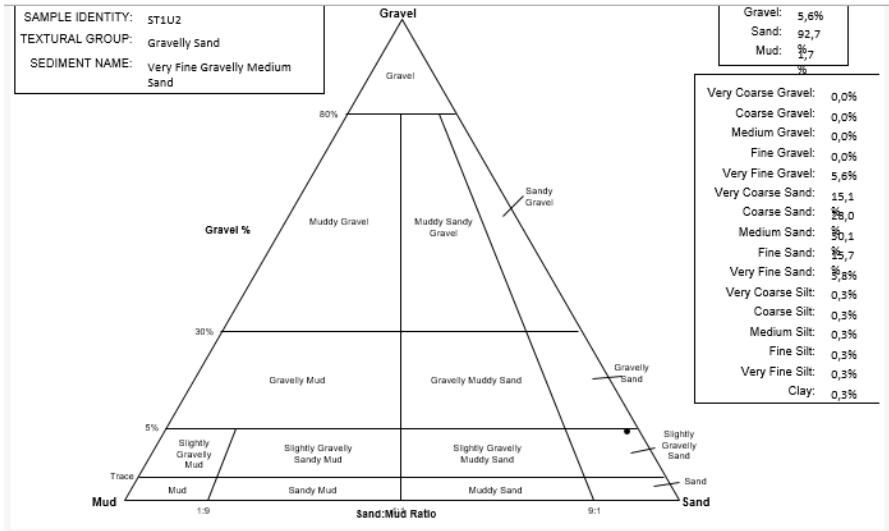 SAMPLE IDENTITY: ST1U2
TEXTURAL GROUP: Gravelly Sand
SEDIMENT NAME: Very Fine Gravelly Medium
Sand
Gravel
Gravel: 5,6%
Sand: 92,7
%
Mud: 1,7
%
Gravel
80%
Very Coarse Gravel: 0,0%
Coarse Gravel: 0,0%
Medium Gravel: 0,0%
Fine Gravel: 0,0%
Very Fine Gravel: 5,6%
Very Coarse Sand: 15,1
%
Coarse Sand: 28,0
%
Medium Sand: 30,1
%
Fine Sand: 15,7
%
Very Fine Sand: 3,8%
Very Coarse Silt: 0,3%
Coarse Silt: 0,3%
Medium Silt: 0,3%
Fine Silt: 0,3%
Very Fine Silt: 0,3%
Clay: 0,3%
Sandy
Gravel
Gravel %
Muddy Gravel
Muddy Sandy
Gravel
30%
Gravelly Mud
Gravelly Muddy Sand
Gravelly
Sand
5%
Slightly
Gravelly
Mud
Slightly Gravelly
Sandy Mud
Slightly Gravelly
Muddy Sand
Slightly
Gravelly
Sand
Trace
Mud
Sandy Mud
Muddy Sand
Sand
Mud
Sand
1:9
Sand:Mud Ratio
9:1